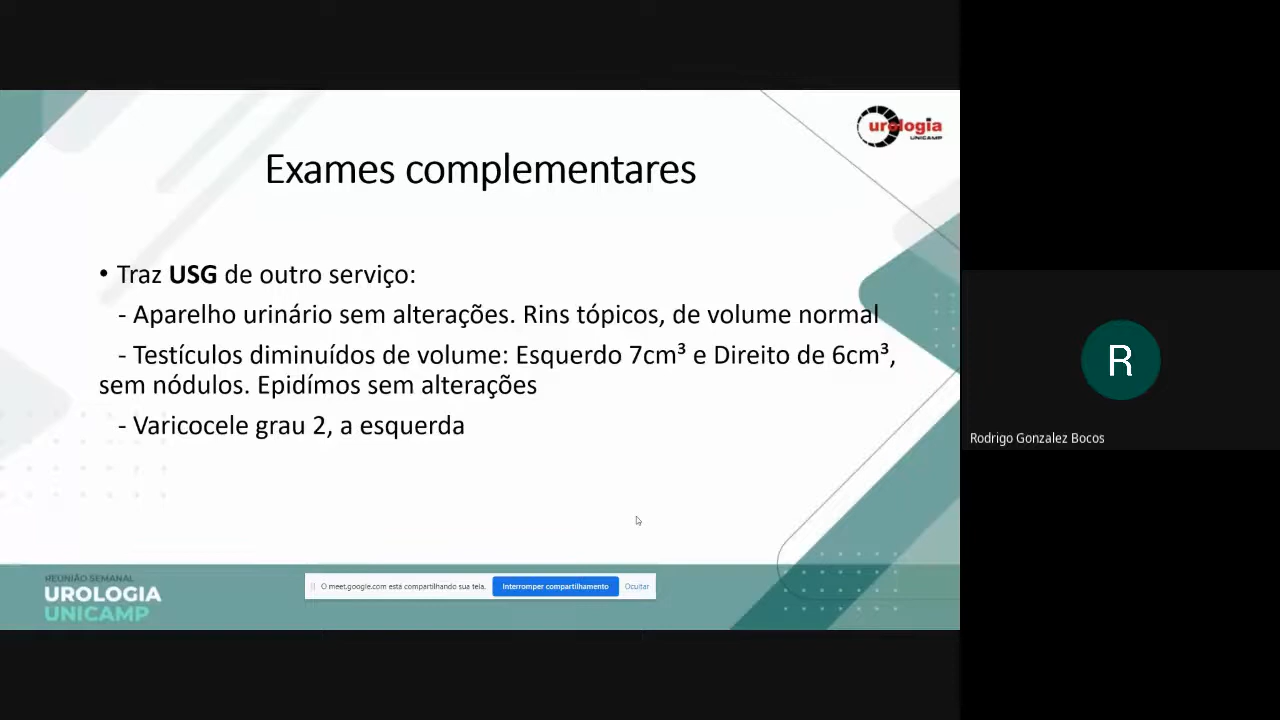 urologia
UNICAMP
Exames complementares
• Traz USG de outro serviço:
- Aparelho urinário sem alterações. Rins tópicos, de volume normal
- Testículos diminuídos de volume: Esquerdo 7cm³ e Direito de 6cm³,
sem nódulos. Epidímos sem alterações
- Varicocele grau 2, a esquerda
R
Rodrigo Gonzalez Bocos
REUNIÃO SEMANAL
UROLOGIA
UNICAMP
O meet.google.com está compartilhando sua tela.
Interromper compartilhamento
Ocultar